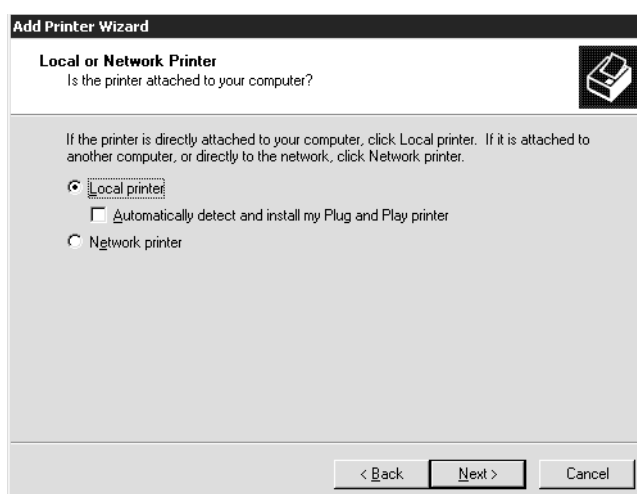 Add Printer Wizard
Local or Network Printer
Is the printer attached to your computer?
If the printer is directly attached to your computer, click Local printer. If it is attached to
another computer, or directly to the network, click Network printer.
Local printer
Automatically detect and install my Plug and Play printer
Network printer
< Back
Next >
Cancel